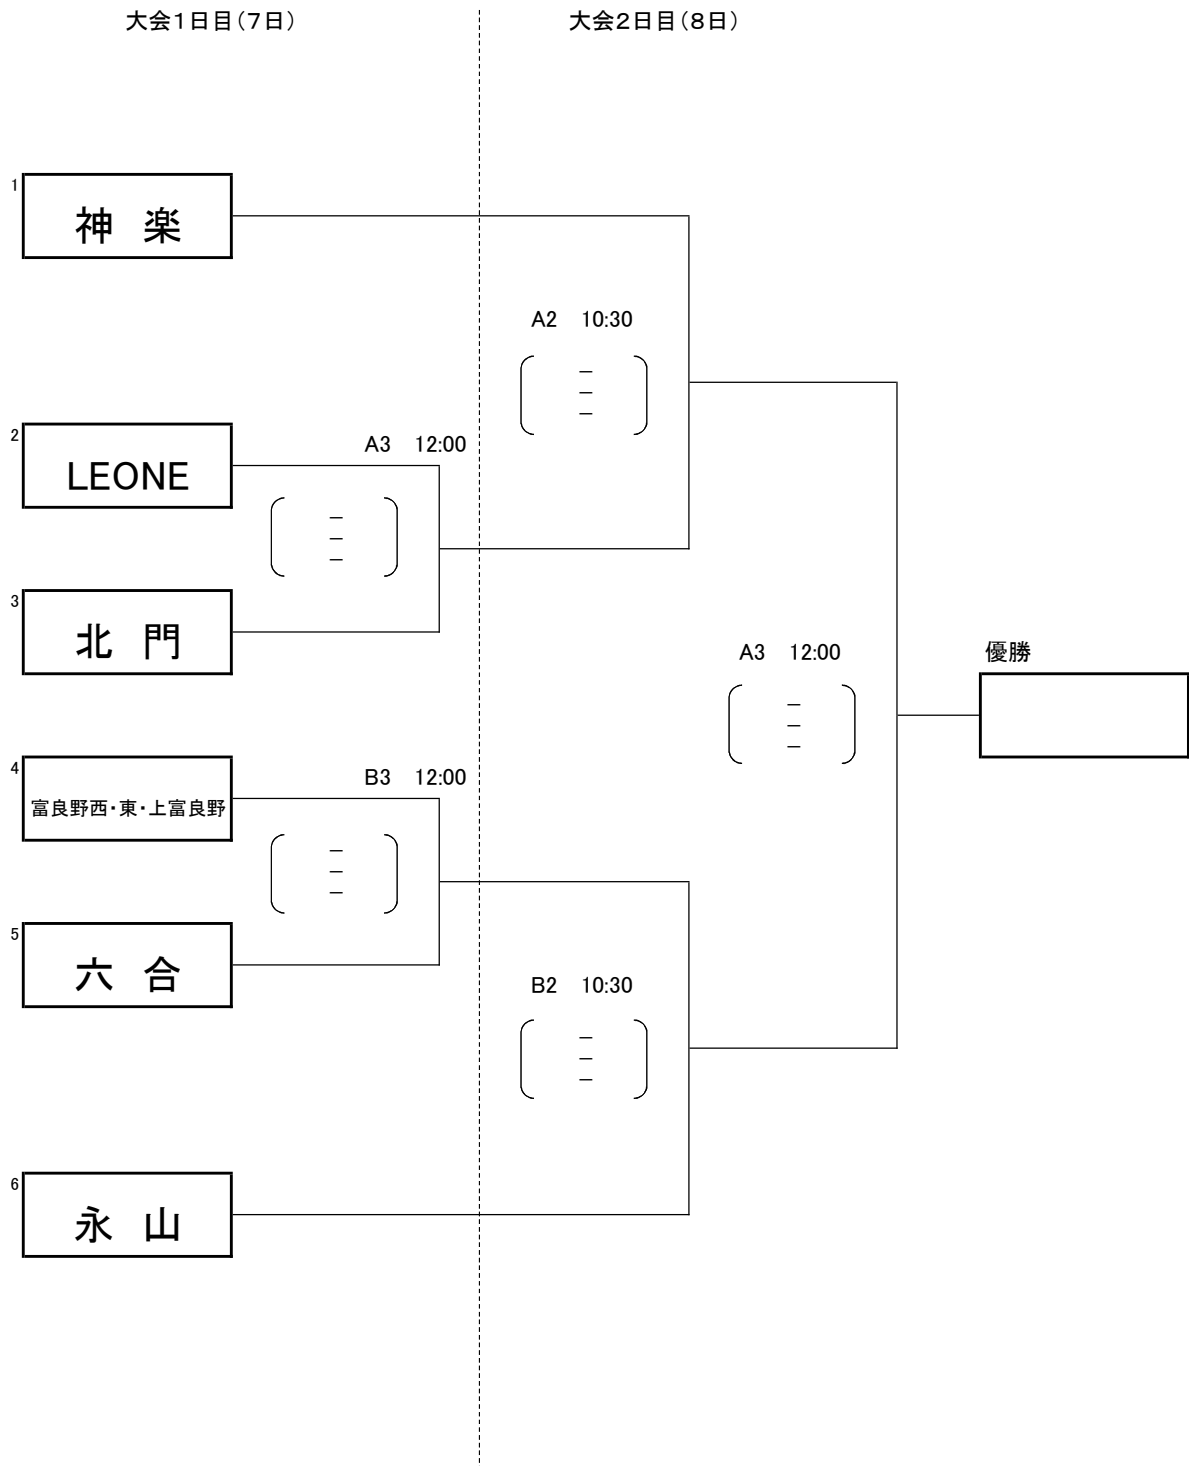 大会1日目(7日)
大会2日目(8日)
1
神 楽
A2 10:30
–
–
–
2
LEONE
A3 12:00
–
–
–
3
北 門
A3 12:00
–
–
–
優勝
4
富良野西・東・上富良野
B3 12:00
–
–
–
5
六 合
B2 10:30
–
–
–
6
永 山